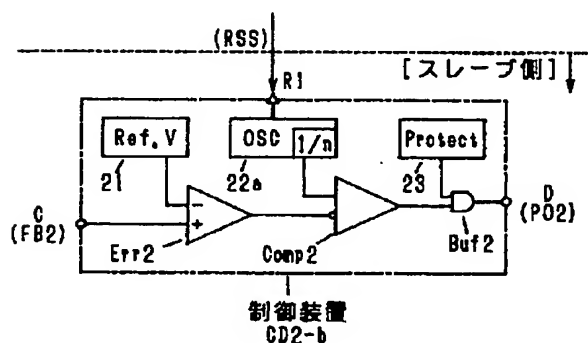 (RSS)
R1
[スレーブ側]
Ref. V
OSC
1/n
Protect
21
22a
23
C
(FB2)
-
+
Err2
Comp2
Buf2
D
(PO2)
制御装置
CD2-b